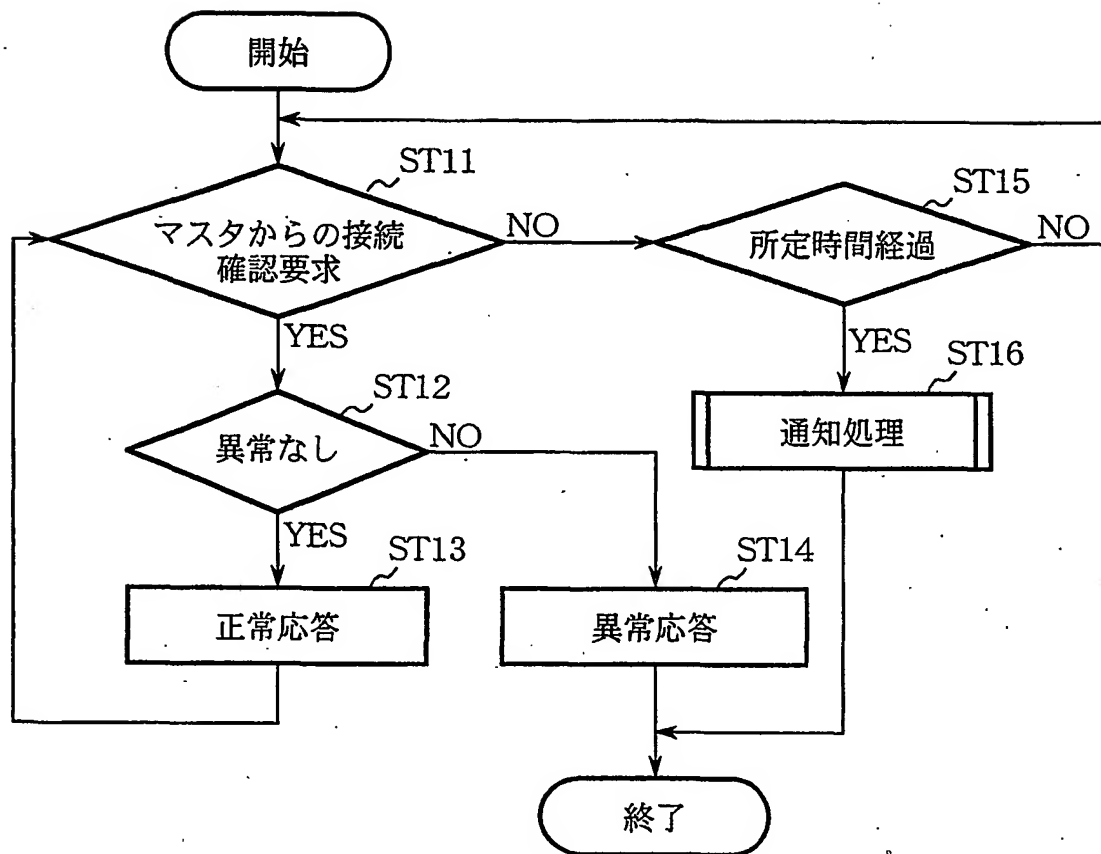 開始
ST11
マスタからの接続
確認要求
NO
ST15
所定時間経過
NO
YES
YES
ST12
異常なし
NO
ST16
通知処理
YES
ST13
正常応答
ST14
異常応答
終了